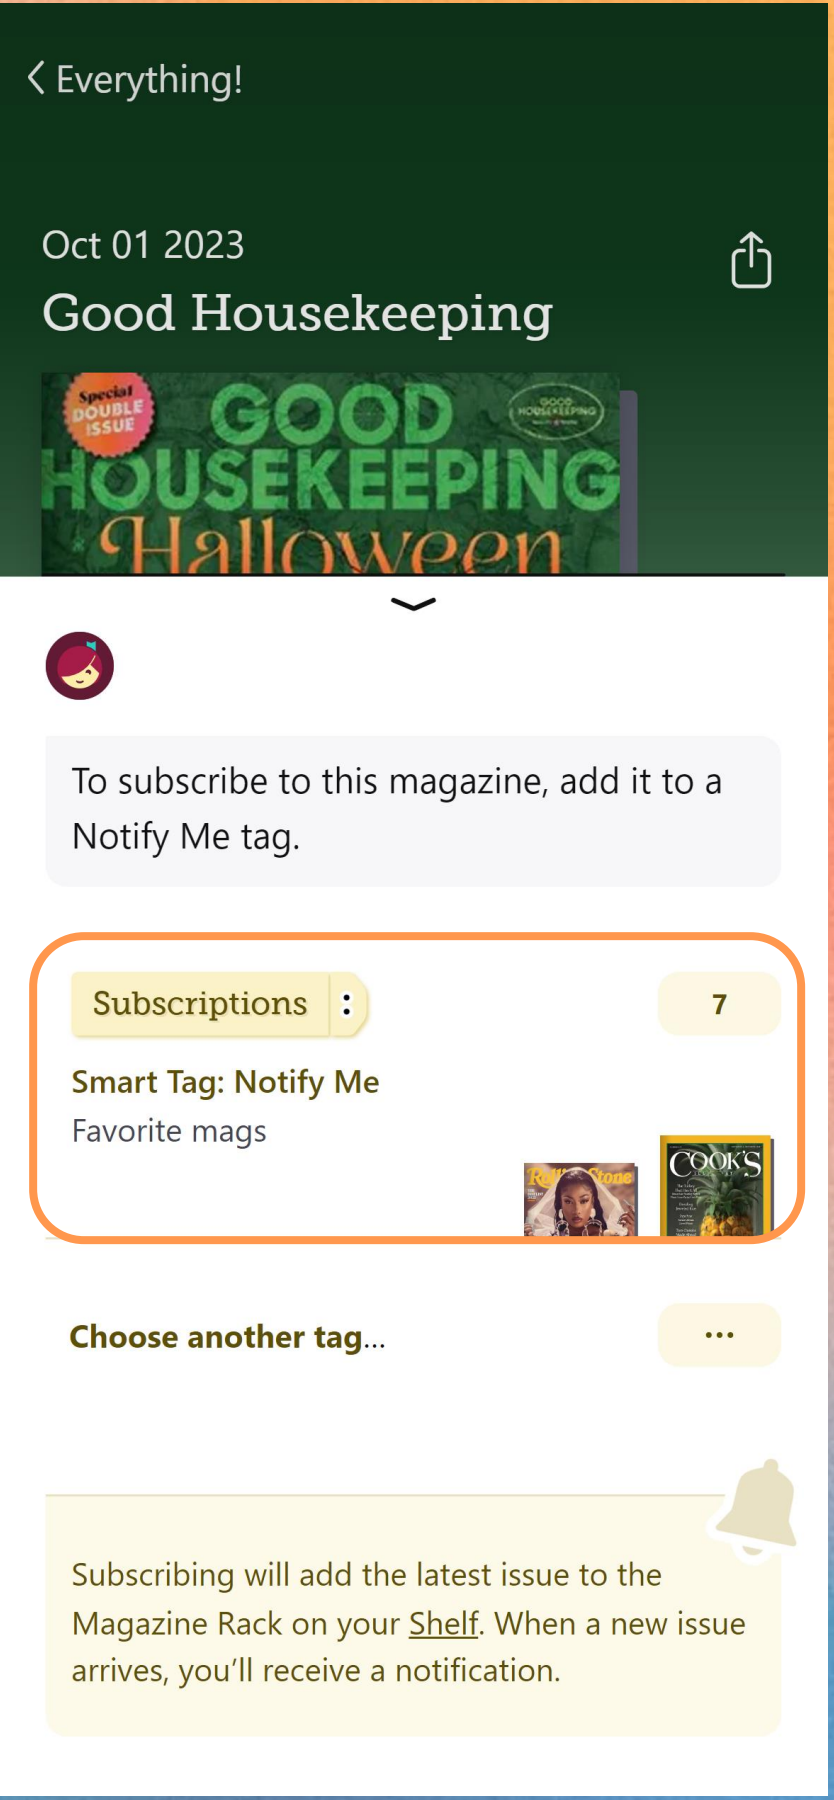 Everything!
Oct 01 2023
Good Housekeeping
Special
DOUBLE
ISSUE
GOOD
HOUSEKEEPING
GOOD
HOUSEKEEPING
Halloween
To subscribe to this magazine, add it to a
Notify Me tag.
Subscriptions
7
Smart Tag: Notify Me
Favorite mags
Rolling Stone
COOK'S
Choose another tag...
Subscribing will add the latest issue to the
Magazine Rack on your Shelf. When a new issue
arrives, you’ll receive a notification.